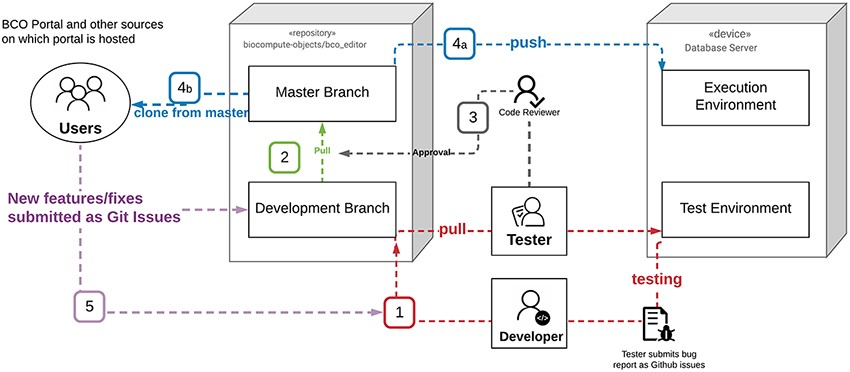 BCO Portal and other sources
on which portal is hosted
«repository»
biocompute-objects/bco_editor
4a
push
«device»
Database Server
4b
Master Branch
Execution
Environment
Users
clone from master
3
Code Reviewer
2
Pull
Approval
New features/fixes
submitted as Git Issues
Development Branch
Test Environment
pull
Tester
testing
5
1
Developer
</>
Tester submits bug
report as Github issues